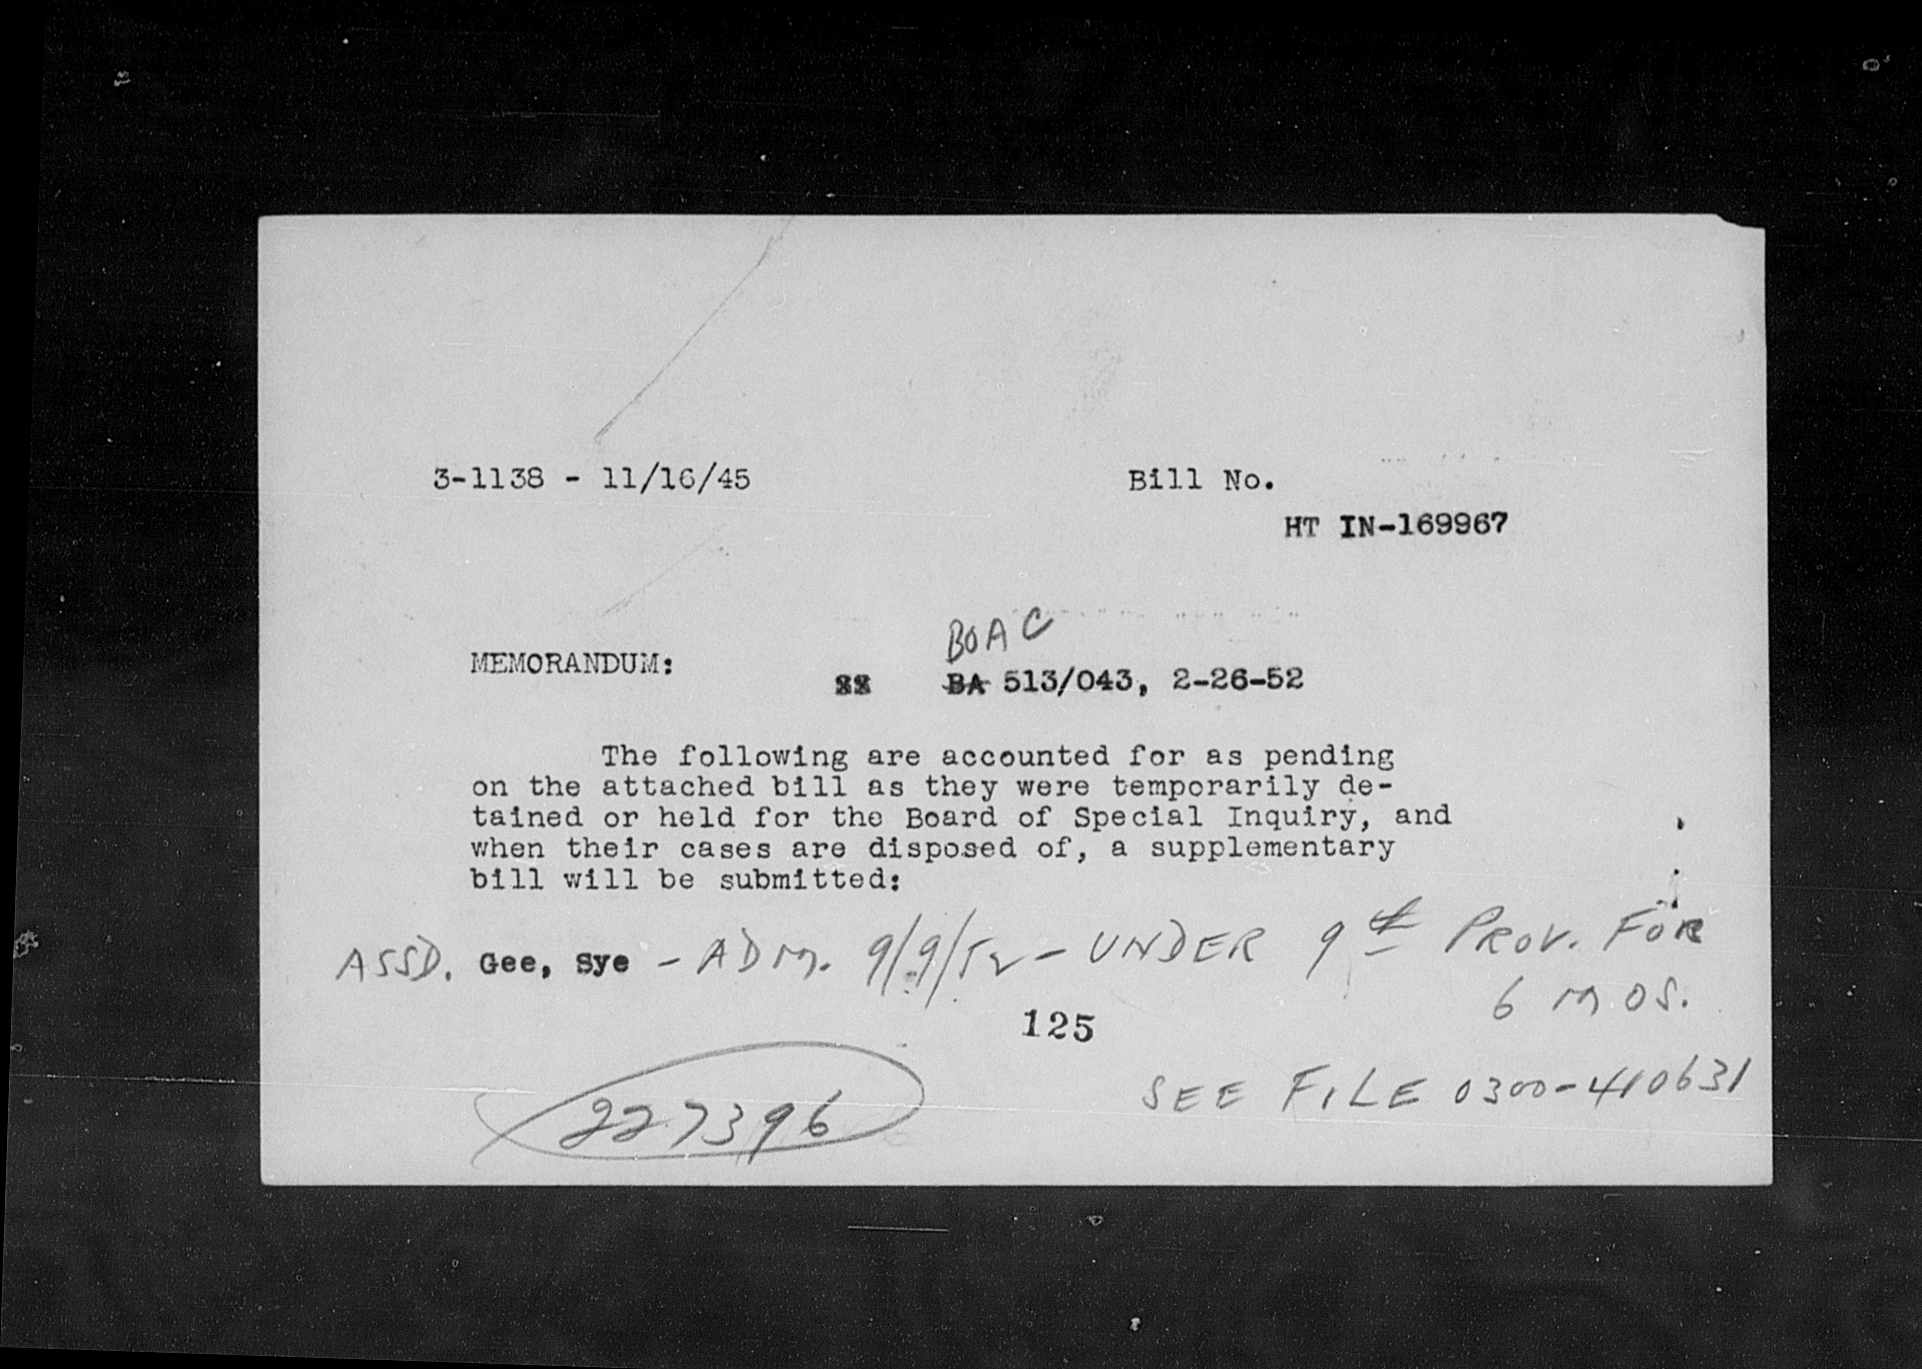 3-1138 - 11/16/45 Bill No.
HT IN-169967
BOAC
MEMORANDUM:
BA 513/043, 2-26-52
The following are accounted for as pending
on the attached bill as they were temporarily de-
tained or held for the Board of Special Inquiry, and
when their cases are disposed of, a supplementary
bill will be submitted:
ASSD. Gee, Sye - ADM. 9/9/52 - UNDER 9th PROV. FOR
6 MOS.
125
SEE FILE 0300-410631
227396